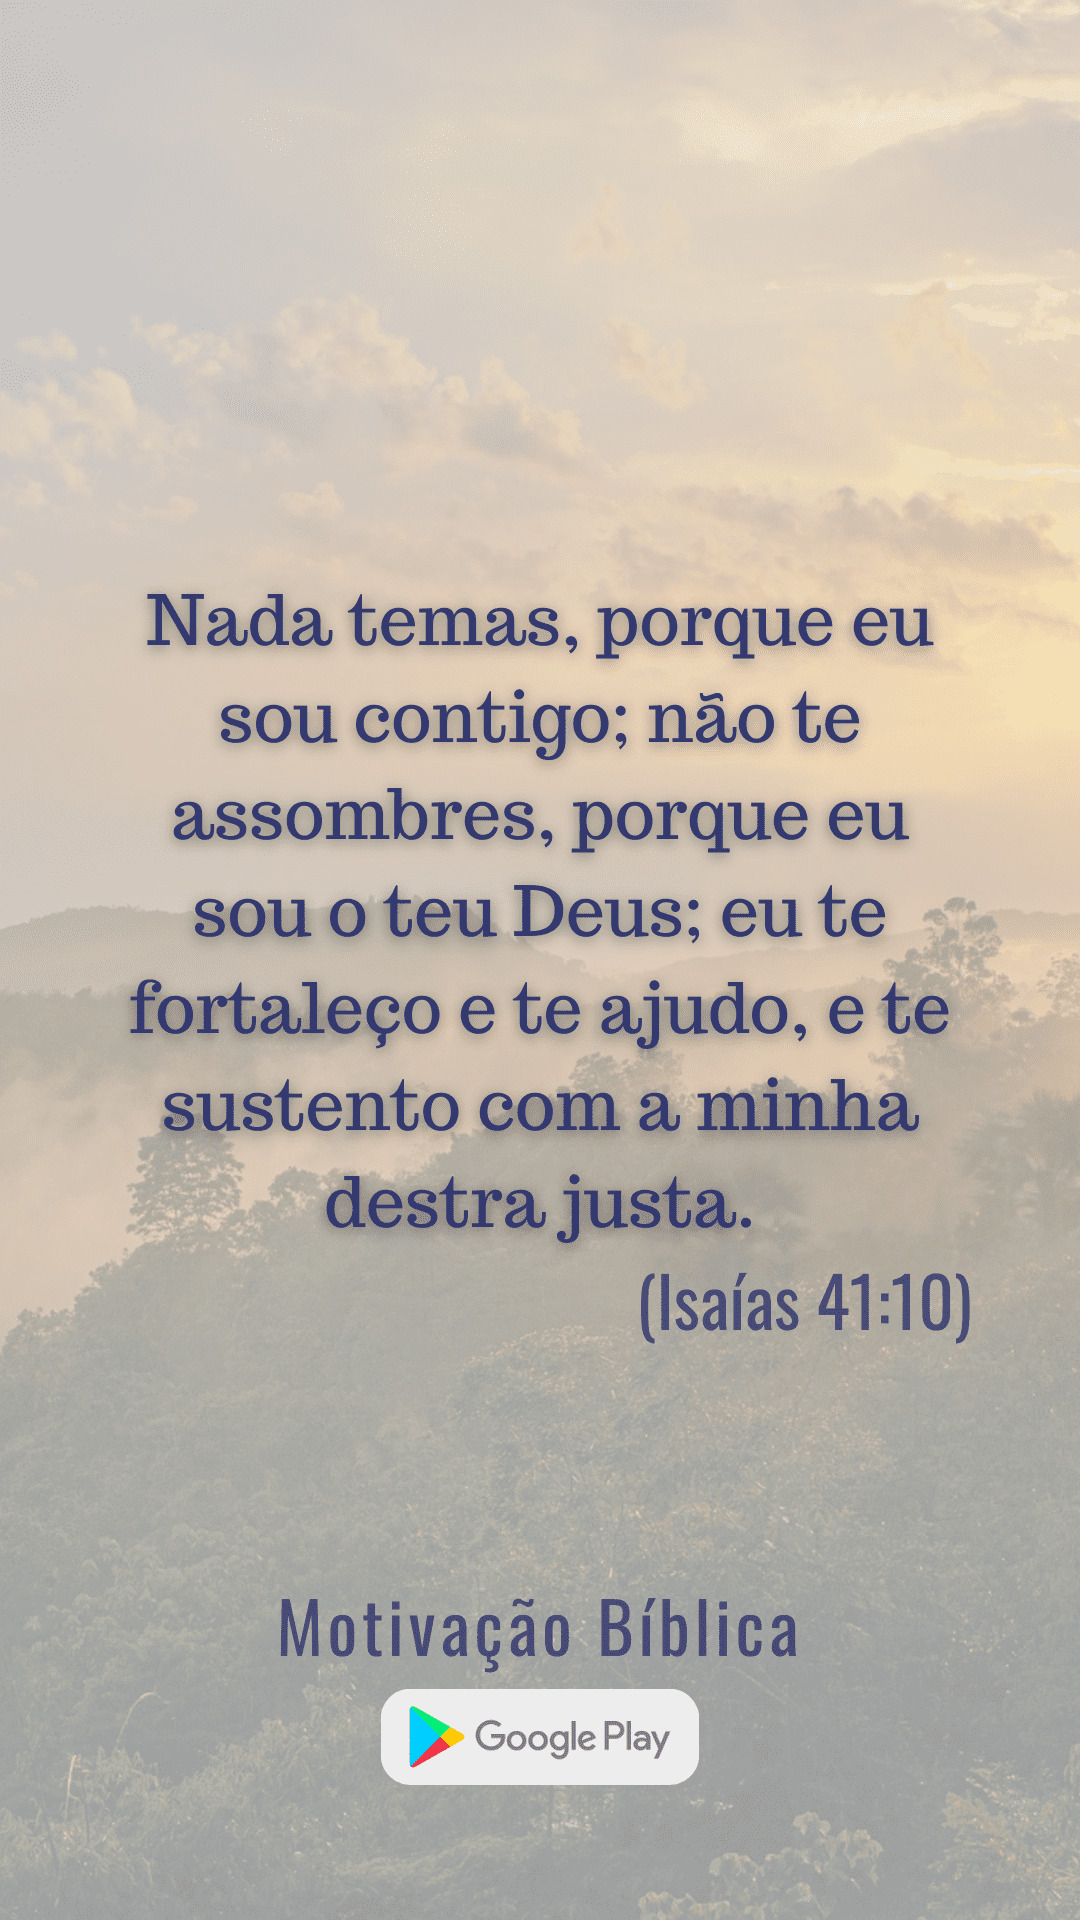 Nada temas, porque eu
sou contigo; não te
assombres, porque eu
sou o teu Deus; eu te
fortaleço e te ajudo, e te
sustento com a minha
destra justa.
(Isaías 41:10)
Motivação Bíblica
Google Play